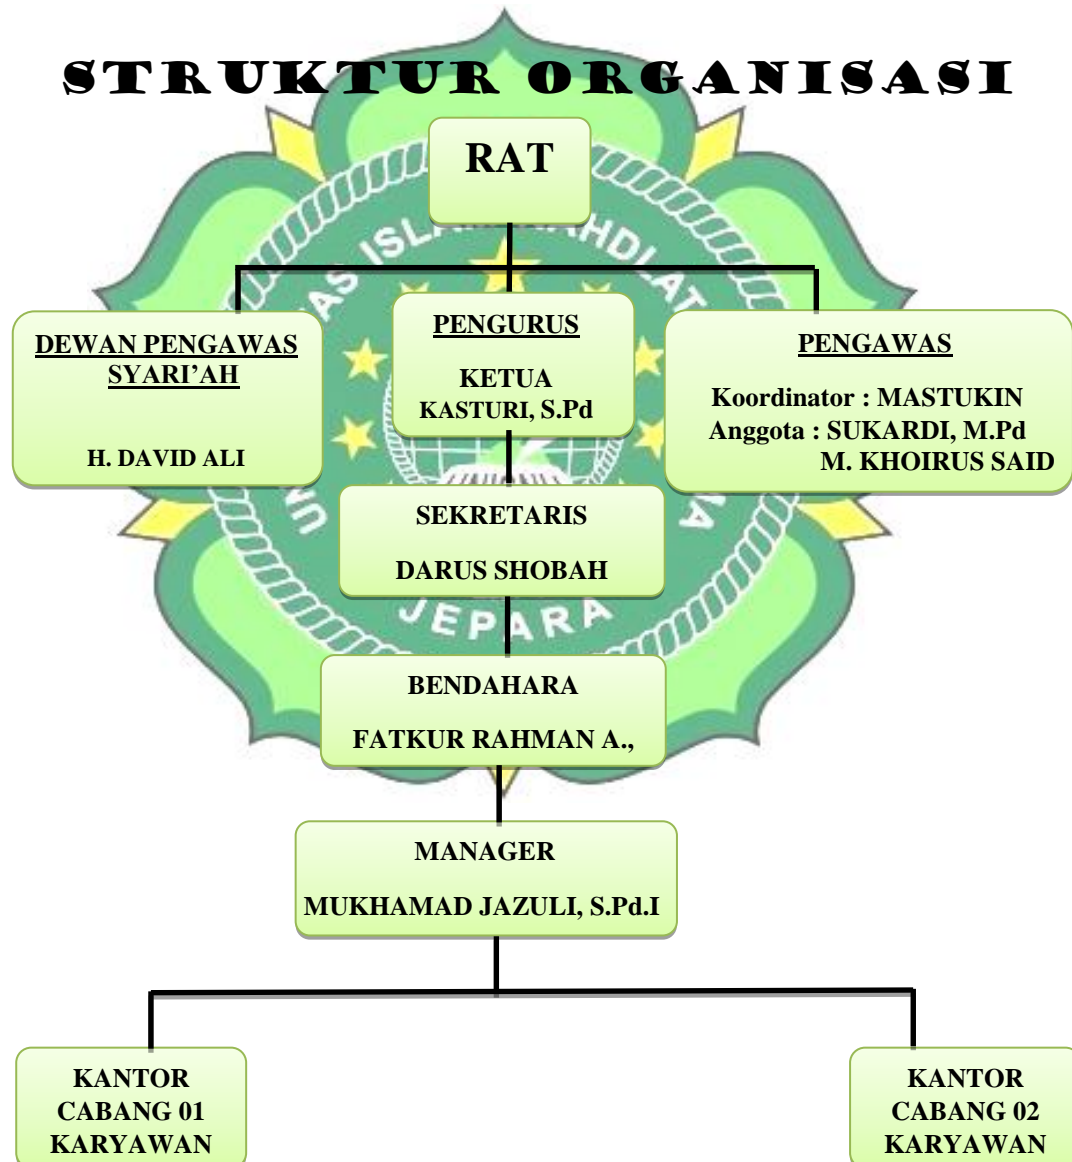 STRUKTUR ORGANISASI
RAT
DEWAN PENGAWAS
SYARI’AH
H. DAVID ALI
PENGURUS
KETUA
KASTURI, S.Pd
PENGAWAS
Koordinator : MASTUKIN
Anggota : SUKARDI, M.Pd
M. KHOIRUS SAID
SEKRETARIS
DARUS SHOBAH
JEPARA
BENDAHARA
FATKUR RAHMAN A.,
MANAGER
MUKHAMAD JAZULI, S.Pd.I
KANTOR
CABANG 01
KARYAWAN
KANTOR
CABANG 02
KARYAWAN